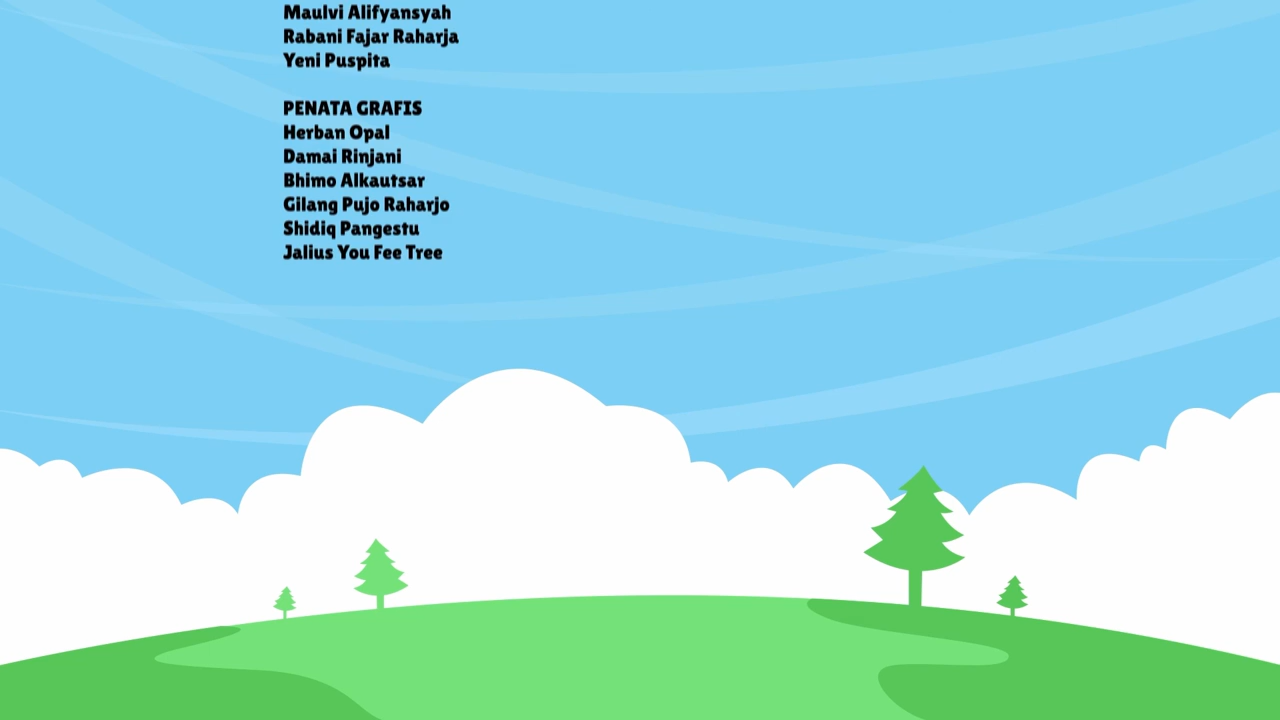 Maulvi Alifyansyah
Rabani Fajar Raharja
Yeni Puspita
PENATA GRAFIS
Herban Opal
Damai Rinjani
Bhimo Alkautsar
Gilang Pujo Raharjo
Shidiq Pangestu
Jalius You Fee Tree